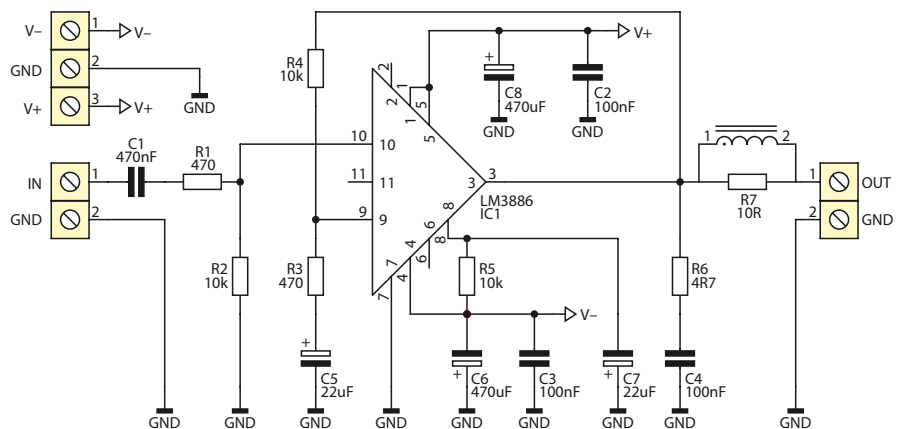 V– 1 V–
GND 2
V+ 3 V+
GND
C1
470nF
R1
470
IN 1
GND 2
R2
10k
R4
10k
R3
470
+
C5
22uF
10 10
11 11
9 9
2 2
1 1
5 5
3 3
LM3886
IC1
8 8
6 6
4 4
7 7
V+
+
C8
470uF
GND
C2
100nF
GND
R5
10k
V–
+
C6
470uF
C3
100nF
+
C7
22uF
R6
4R7
C4
100nF
1 2
R7
10R
1 OUT
2 GND
GND GND GND GND GND GND GND GND GND